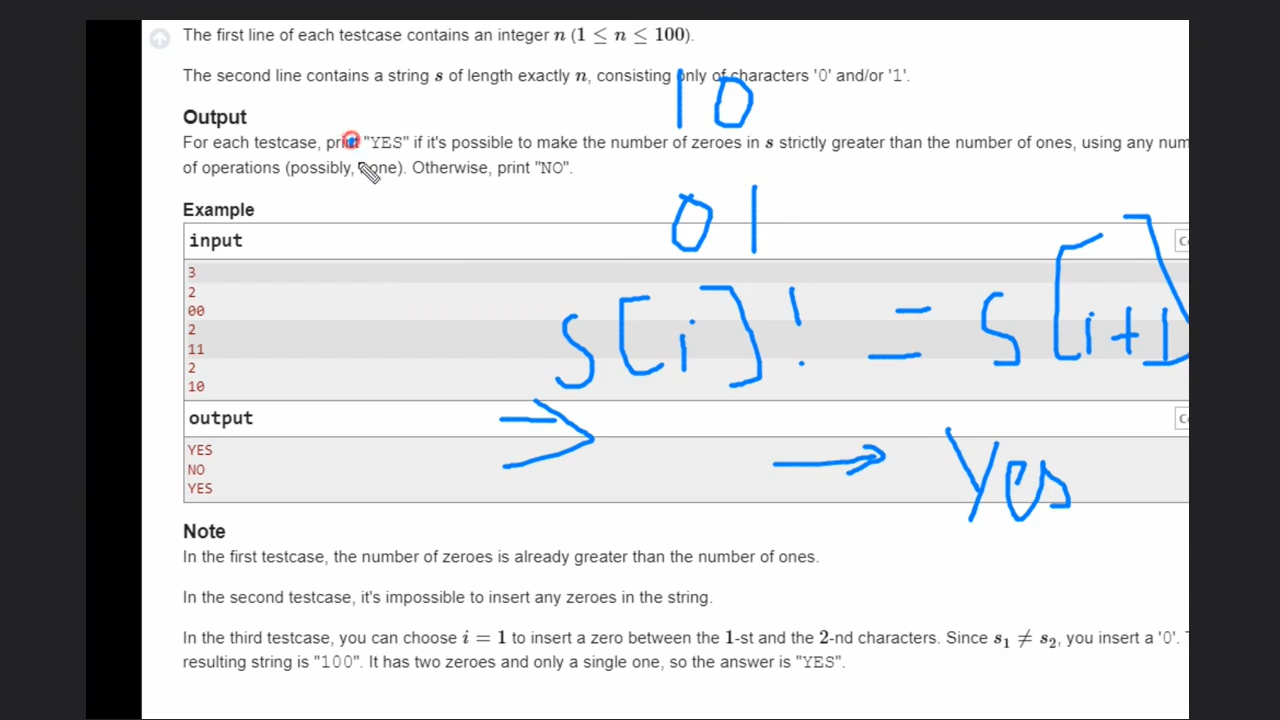 The first line of each testcase contains an integer n (1 ≤ n ≤ 100).
The second line contains a string s of length exactly n, consisting only of characters '0' and/or '1'.
10
Output
For each testcase, print "YES" if it's possible to make the number of zeroes in s strictly greater than the number of ones, using any num
of operations (possibly, none). Otherwise, print "NO".
01
Example
input
3
2
00
2
11
2
10
s[i] != s[i+1]
output
YES
NO
YES
⇒ → Yes
Note
In the first testcase, the number of zeroes is already greater than the number of ones.
In the second testcase, it's impossible to insert any zeroes in the string.
In the third testcase, you can choose i = 1 to insert a zero between the 1-st and the 2-nd characters. Since s₁ ≠ s₂, you insert a '0'.
resulting string is "100". It has two zeroes and only a single one, so the answer is "YES".